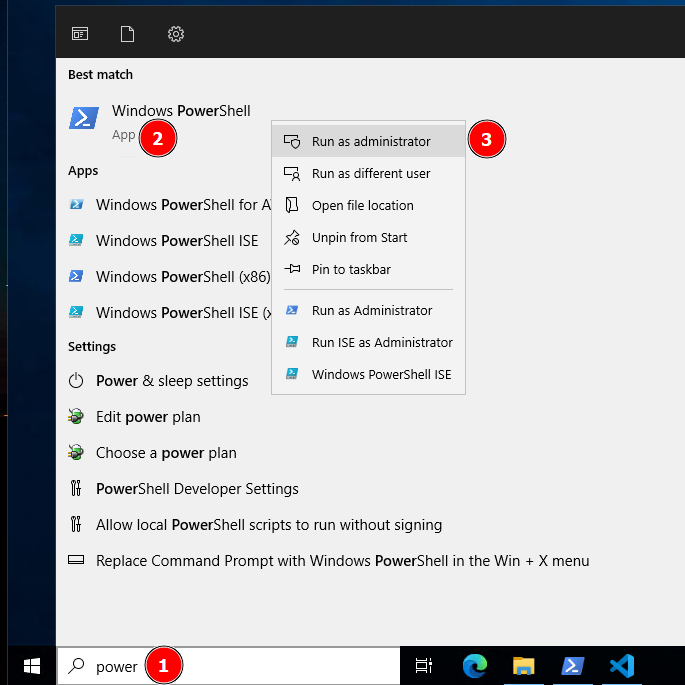 Best match
Windows PowerShell
App
2
Run as administrator
3
Run as different user
Open file location
Unpin from Start
Pin to taskbar
Run as Administrator
Run ISE as Administrator
Windows PowerShell ISE
Apps
Windows PowerShell for A
Windows PowerShell ISE
Windows PowerShell (x86)
Windows PowerShell ISE (x
Settings
Power & sleep settings
Edit power plan
Choose a power plan
PowerShell Developer Settings
Allow local PowerShell scripts to run without signing
Replace Command Prompt with Windows PowerShell in the Win + X menu
power
1